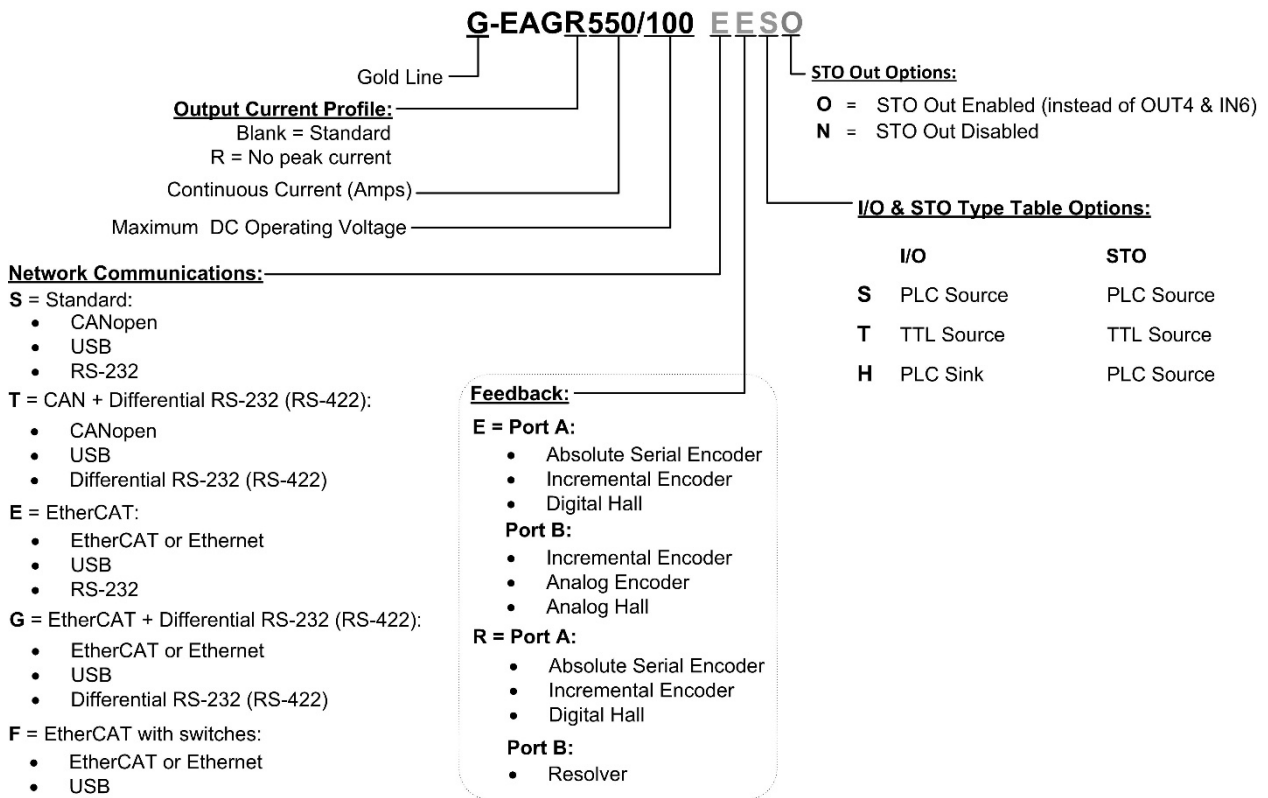 G-EAGR550/100 EESO
Gold Line
Output Current Profile:
Blank = Standard
R = No peak current
Continuous Current (Amps)
Maximum DC Operating Voltage
Network Communications:
S = Standard:
• CANopen
• USB
• RS-232
T = CAN + Differential RS-232 (RS-422):
• CANopen
• USB
• Differential RS-232 (RS-422)
E = EtherCAT:
• EtherCAT or Ethernet
• USB
• RS-232
G = EtherCAT + Differential RS-232 (RS-422):
• EtherCAT or Ethernet
• USB
• Differential RS-232 (RS-422)
F = EtherCAT with switches:
• EtherCAT or Ethernet
• USB
Feedback:
E = Port A:
• Absolute Serial Encoder
• Incremental Encoder
• Digital Hall
Port B:
• Incremental Encoder
• Analog Encoder
• Analog Hall
R = Port A:
• Absolute Serial Encoder
• Incremental Encoder
• Digital Hall
Port B:
• Resolver
STO Out Options:
O = STO Out Enabled (instead of OUT4 & IN6)
N = STO Out Disabled
I/O & STO Type Table Options:
I/O STO
S PLC Source PLC Source
T TTL Source TTL Source
H PLC Sink PLC Source